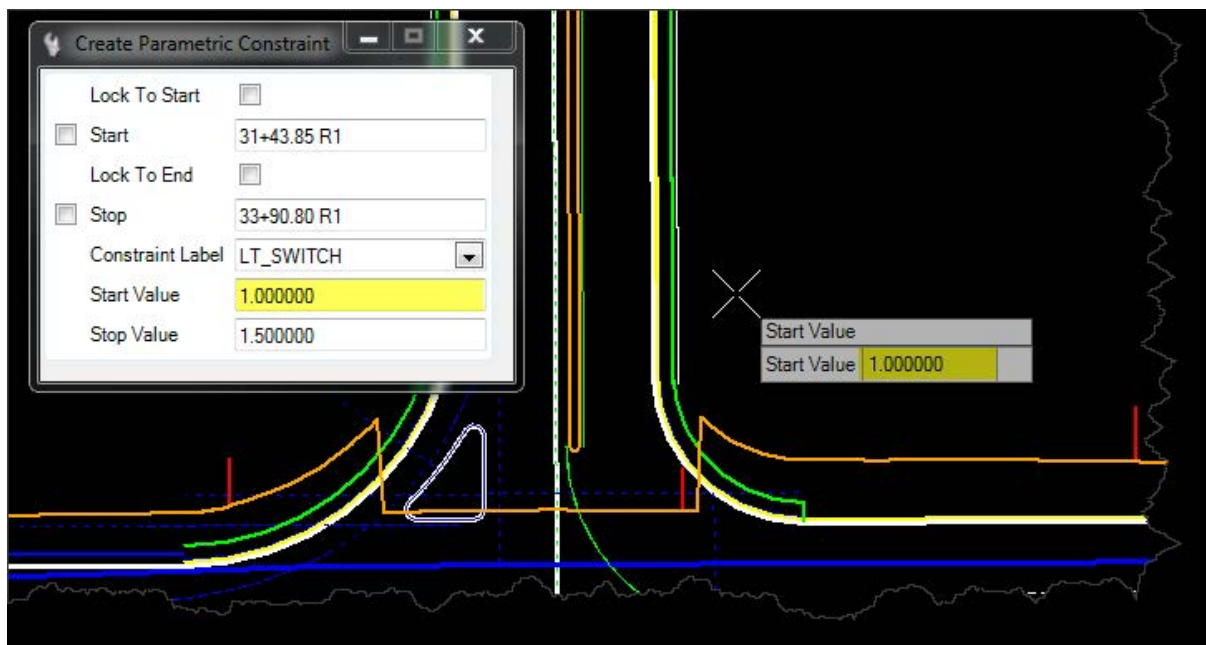 Create Parametric Constraint
Lock To Start
Start 31+43.85 R1
Lock To End
Stop 33+90.80 R1
Constraint Label LT_SWITCH
Start Value 1.000000
Stop Value 1.500000
Start Value
Start Value 1.000000